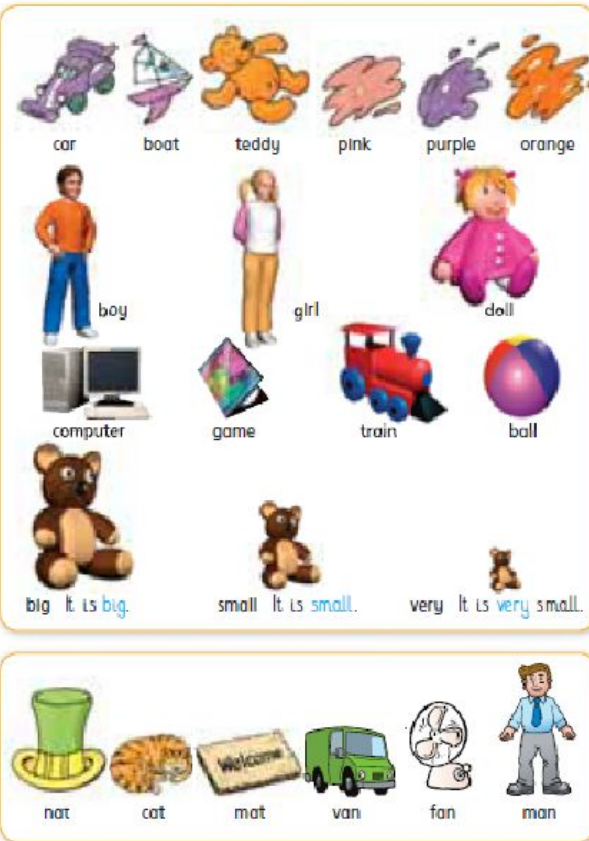 car boat teddy pink purple orange
boy girl doll
computer game train ball
big It is big. small It is small. very It is very small.
Welcome
hat cat mat van fan man